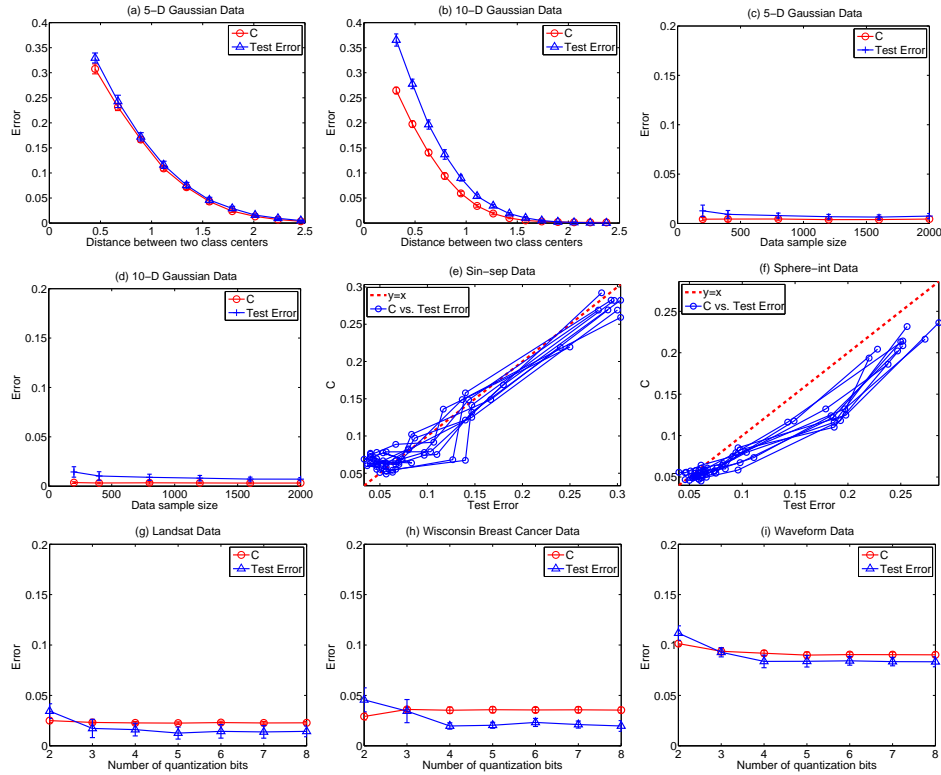 (a) 5−D Gaussian Data
C
Test Error
Error
0.4
0.35
0.3
0.25
0.2
0.15
0.1
0.05
0
0 0.5 1 1.5 2 2.5
Distance between two class centers
(b) 10−D Gaussian Data
C
Test Error
Error
0.4
0.35
0.3
0.25
0.2
0.15
0.1
0.05
0
0 0.5 1 1.5 2 2.5
Distance between two class centers
(c) 5−D Gaussian Data
C
Test Error
Error
0.2
0.15
0.1
0.05
0
0 500 1000 1500 2000
Data sample size
(d) 10−D Gaussian Data
C
Test Error
Error
0.2
0.15
0.1
0.05
0
0 500 1000 1500 2000
Data sample size
(e) Sin−sep Data
y=x
C vs. Test Error
C
0.3
0.25
0.2
0.15
0.1
0.05
0.05 0.1 0.15 0.2 0.25 0.3
Test Error
(f) Sphere−int Data
y=x
C vs. Test Error
C
0.25
0.2
0.15
0.1
0.05
0.05 0.1 0.15 0.2 0.25
Test Error
(g) Landsat Data
C
Test Error
Error
0.2
0.15
0.1
0.05
0
2 3 4 5 6 7 8
Number of quantization bits
(h) Wisconsin Breast Cancer Data
C
Test Error
Error
0.2
0.15
0.1
0.05
0
2 3 4 5 6 7 8
Number of quantization bits
(i) Waveform Data
C
Test Error
Error
0.2
0.15
0.1
0.05
0
2 3 4 5 6 7 8
Number of quantization bits